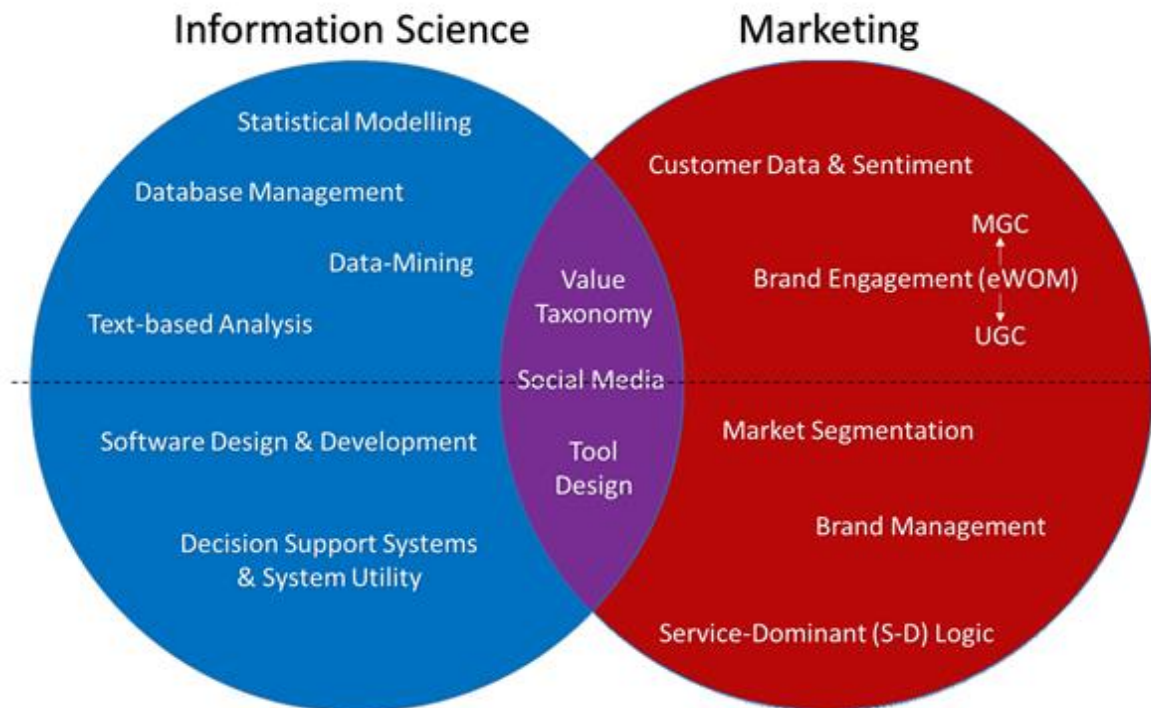 Information Science
Marketing
Statistical Modelling
Database Management
Data-Mining
Text-based Analysis
Software Design & Development
Decision Support Systems
& System Utility
Value
Taxonomy
Social Media
Tool
Design
Customer Data & Sentiment
MGC
Brand Engagement (eWOM)
UGC
Market Segmentation
Brand Management
Service-Dominant (S-D) Logic